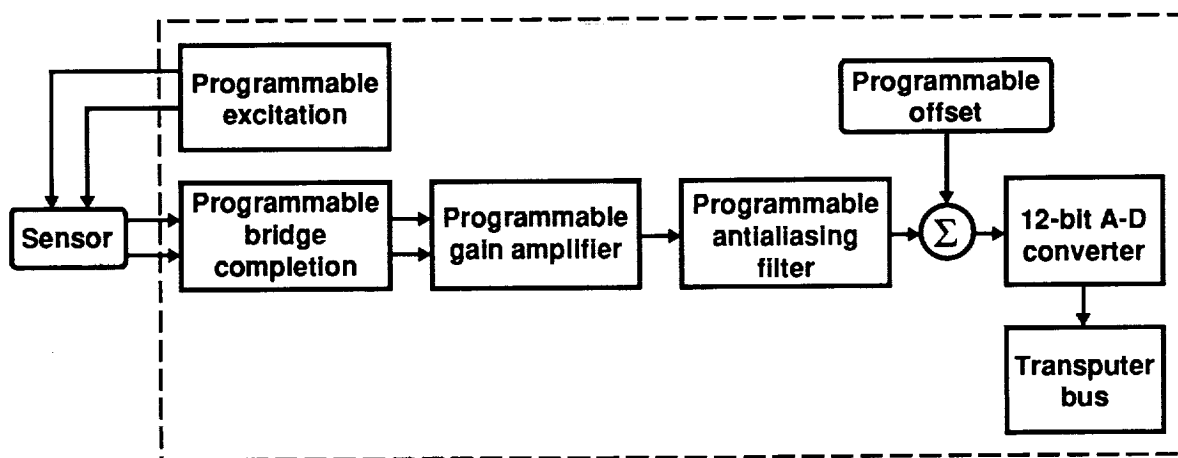 Programmable
excitation
Programmable
offset
Sensor
Programmable
bridge
completion
Programmable
gain amplifier
Programmable
antialiasing
filter
Σ
12-bit A-D
converter
Transputer
bus